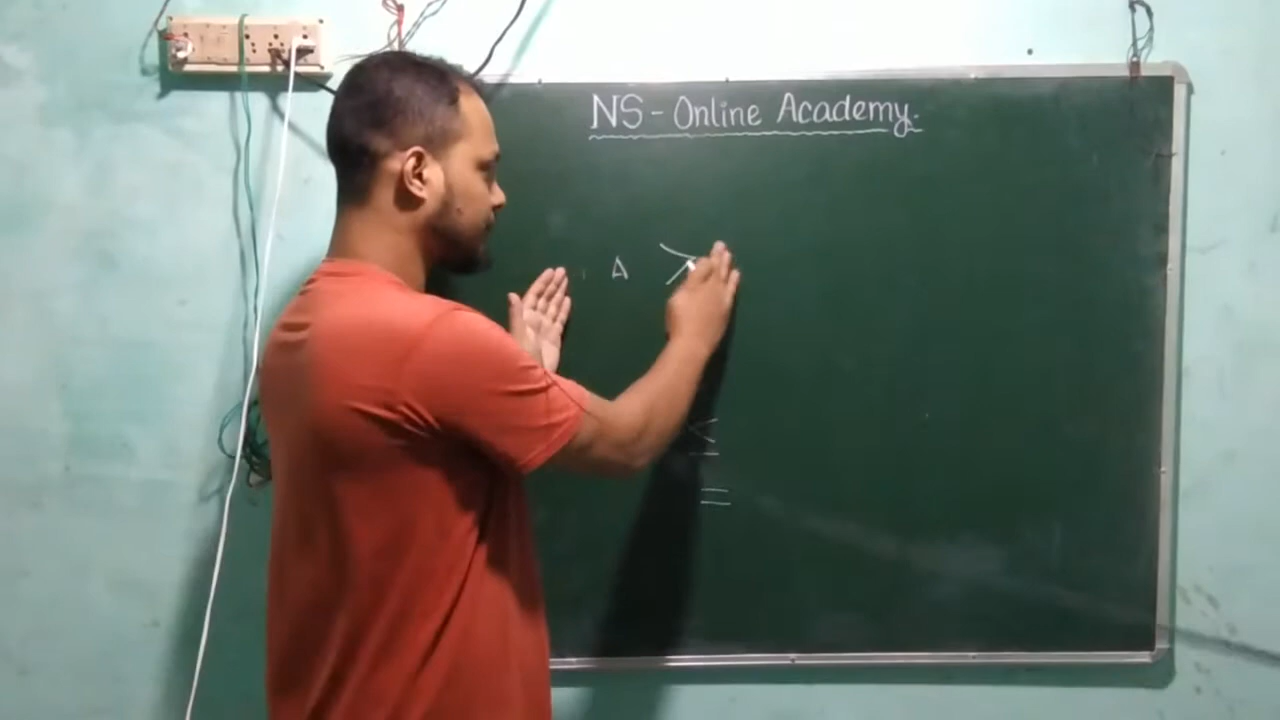 NS - Online Academy.
A >
<
=